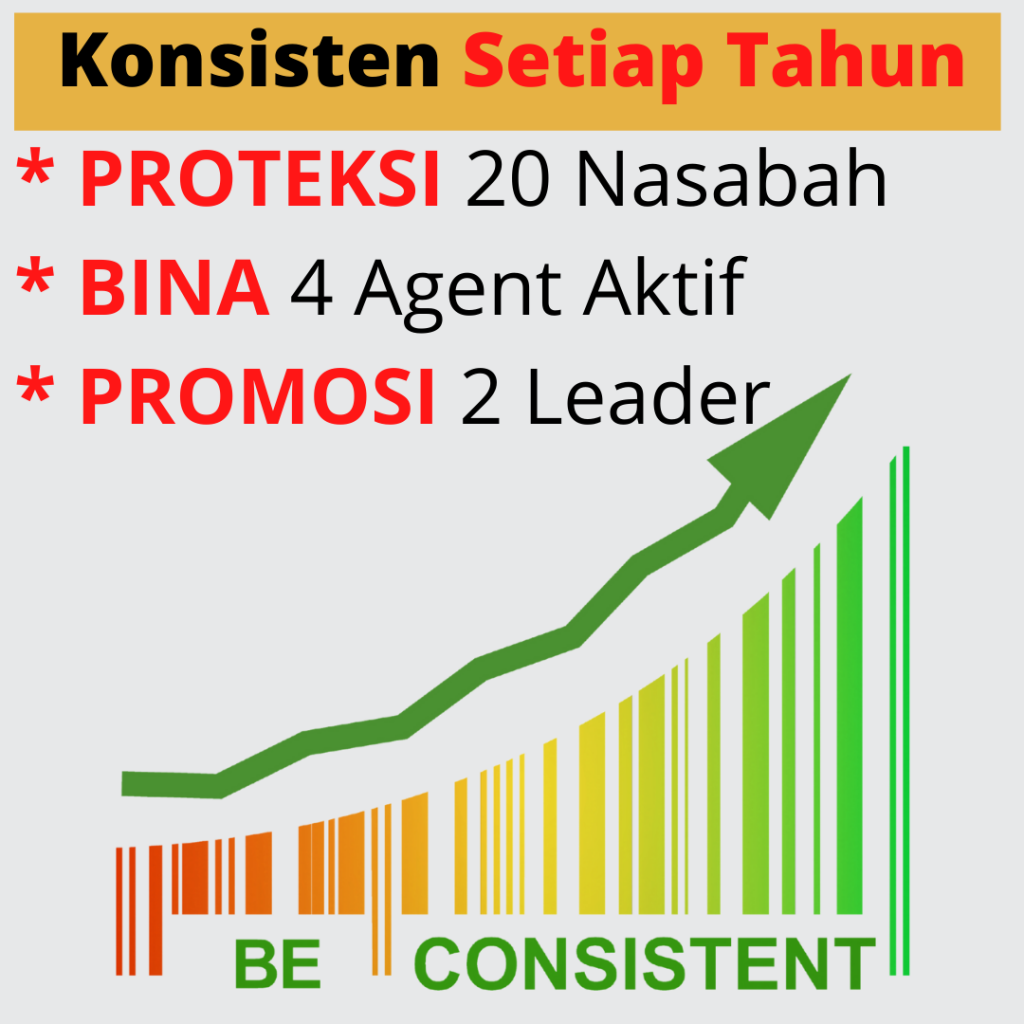 Konsisten Setiap Tahun
* PROTEKSI 20 Nasabah
* BINA 4 Agent Aktif
* PROMOSI 2 Leader
BE CONSISTENT